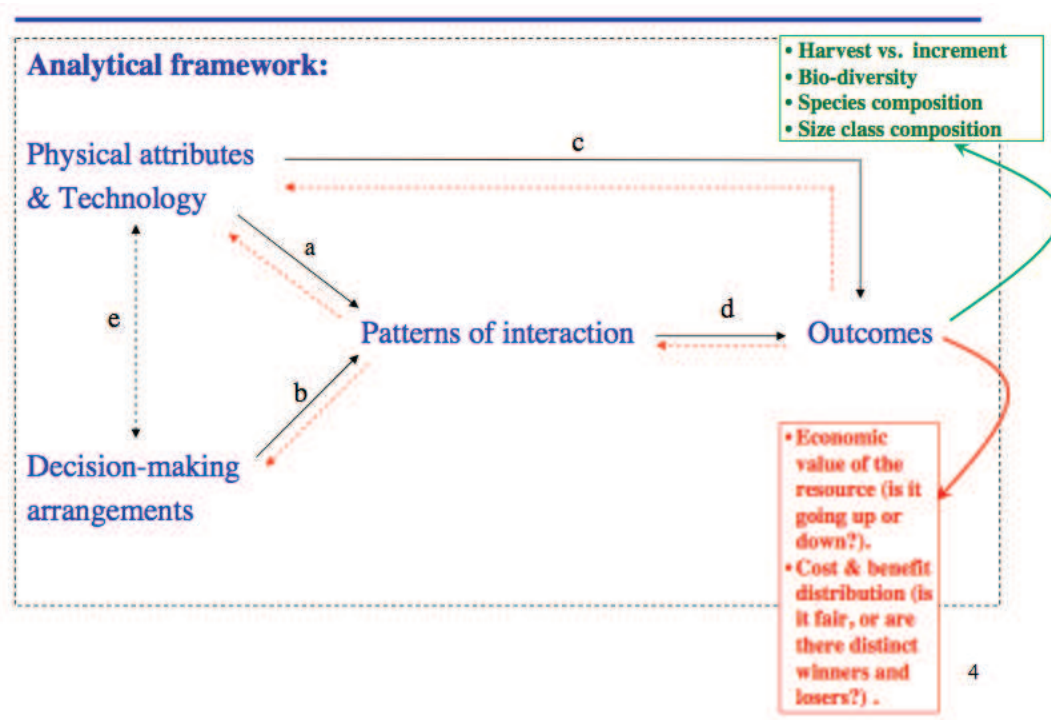 Analytical framework:
• Harvest vs. increment
• Bio-diversity
• Species composition
• Size class composition
Physical attributes
& Technology
c
a
e
Patterns of interaction
d
Outcomes
b
Decision-making
arrangements
• Economic
value of the
resource (is it
going up or
down?).
• Cost & benefit
distribution (is
it fair, or are
there distinct
winners and
losers?) .
4